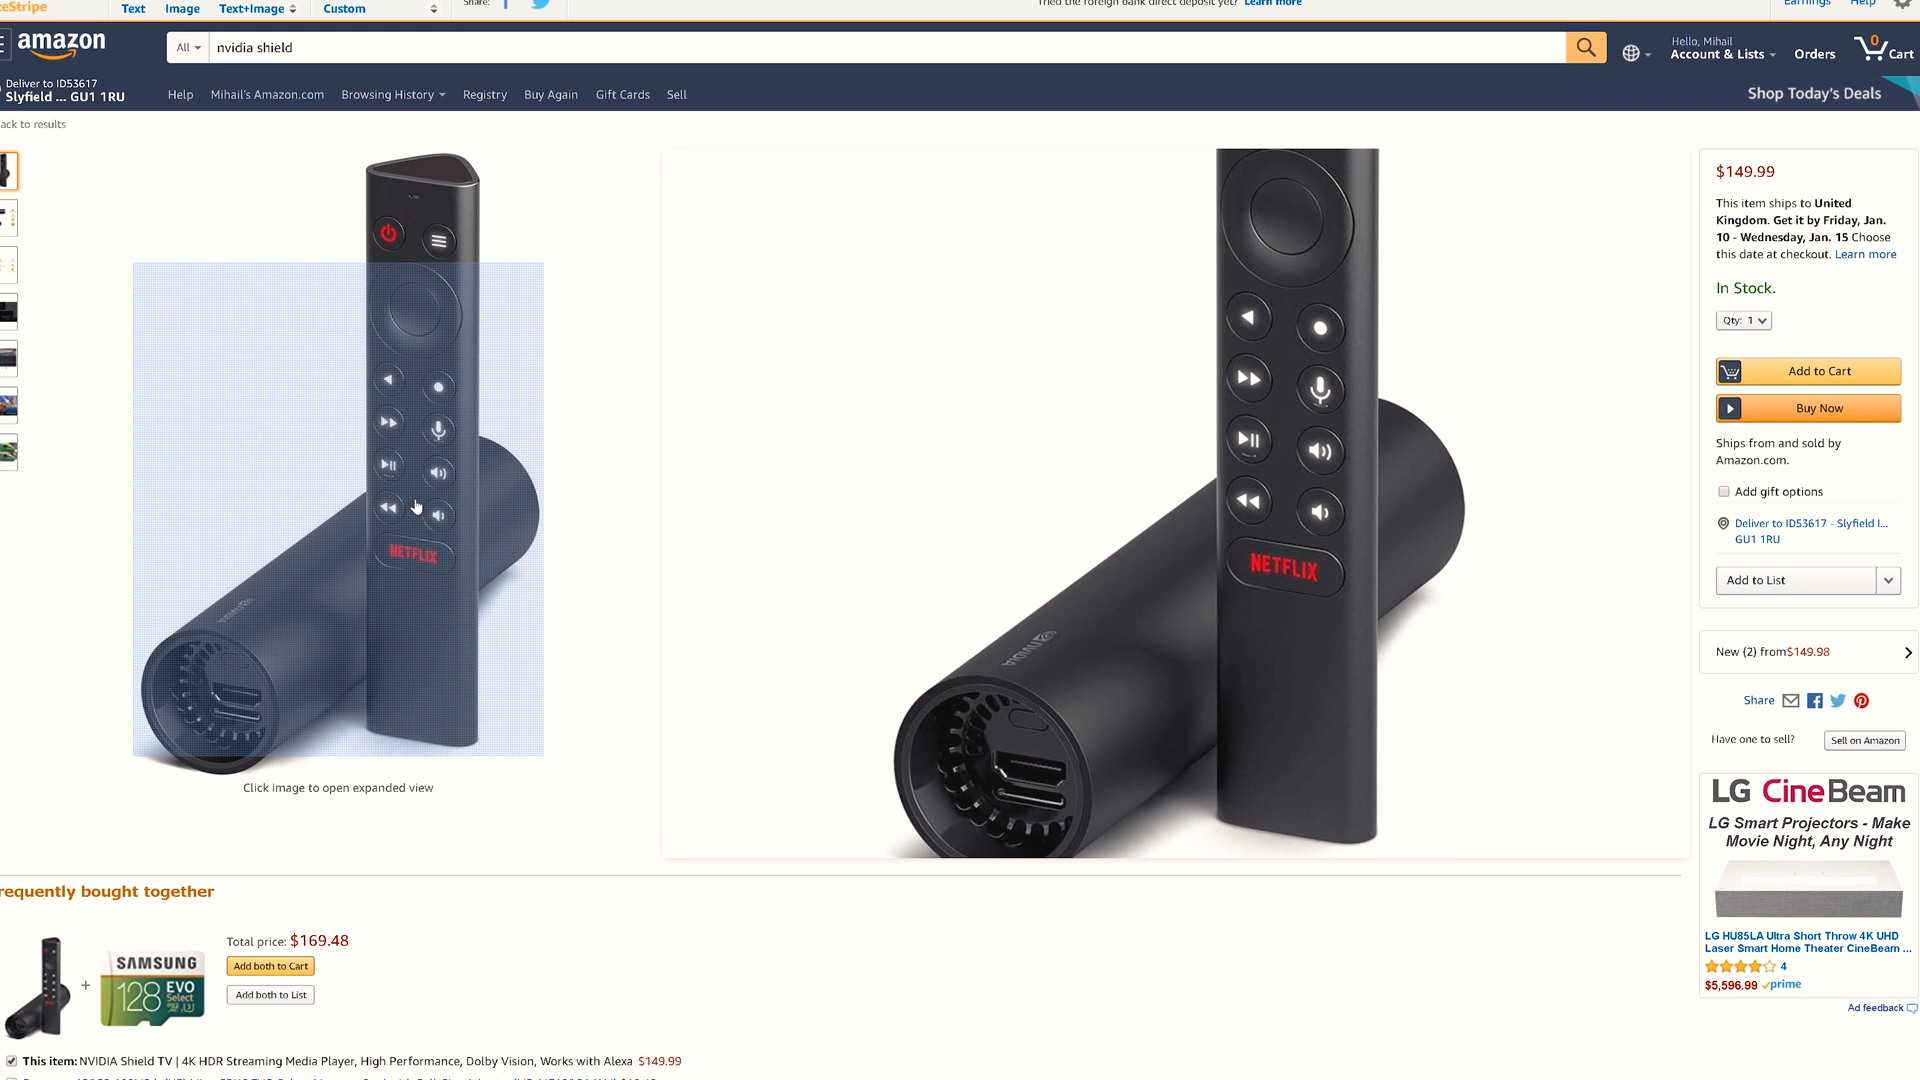 eStripe
Text Image Text+Image Custom
Share:
Tried the foreign bank direct deposit yet? Learn more
Earnings Help
amazon
All nvidia shield
Hello, Mihail
Account & Lists
Orders
0
Cart
Deliver to ID53617
Slyfield ... GU1 1RU
Help Mihail's Amazon.com Browsing History Registry Buy Again Gift Cards Sell
Shop Today's Deals
ack to results
NETFLIX
NVIDIA
NETFLIX
NVIDIA
Click image to open expanded view
$149.99
This item ships to United
Kingdom. Get it by Friday, Jan.
10 - Wednesday, Jan. 15 Choose
this date at checkout. Learn more
In Stock.
Qty: 1
Add to Cart
Buy Now
Ships from and sold by
Amazon.com.
Add gift options
Deliver to ID53617 - Slyfield I...
GU1 1RU
Add to List
New (2) from$149.98
Share
Have one to sell?
Sell on Amazon
LG CineBeam
LG Smart Projectors - Make
Movie Night, Any Night
LG HU85LA Ultra Short Throw 4K UHD
Laser Smart Home Theater CineBeam ...
4
$5,596.99 prime
Ad feedback
requently bought together
SAMSUNG
128 EVO
Select
+
Total price: $169.48
Add both to Cart
Add both to List
This item: NVIDIA Shield TV | 4K HDR Streaming Media Player, High Performance, Dolby Vision, Works with Alexa $149.99